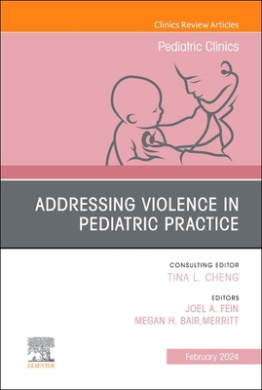 Clinics Review Articles
Pediatric Clinics
ADDRESSING VIOLENCE IN
PEDIATRIC PRACTICE
CONSULTING EDITOR
TINA L. CHENG
EDITORS
JOEL A. FEIN
MEGAN H. BAIR,MERRITT
ELSEVIER
February 2024